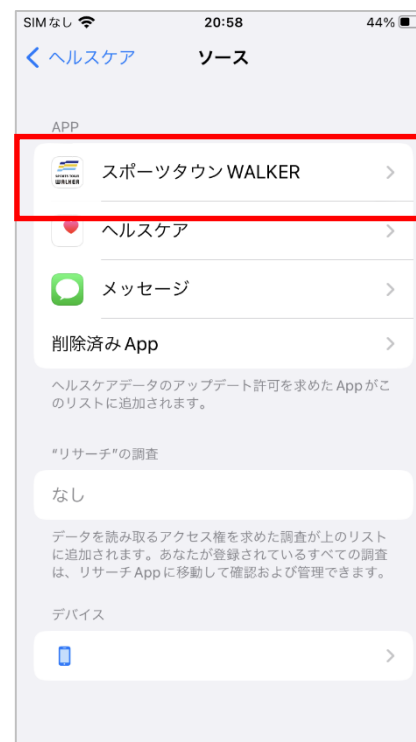 SIMなし 20:58 44%
ヘルスケア ソース
APP
スポーツタウン WALKER
ヘルスケア
メッセージ
削除済み App
ヘルスケアデータのアップデート許可を求めた Appがこ
のリストに追加されます。
“リサーチ”の調査
なし
データを読み取るアクセス権を求めた調査が上のリスト
に追加されます。あなたが登録されているすべての調査
は、リサーチAppに移動して確認および管理できます。
デバイス